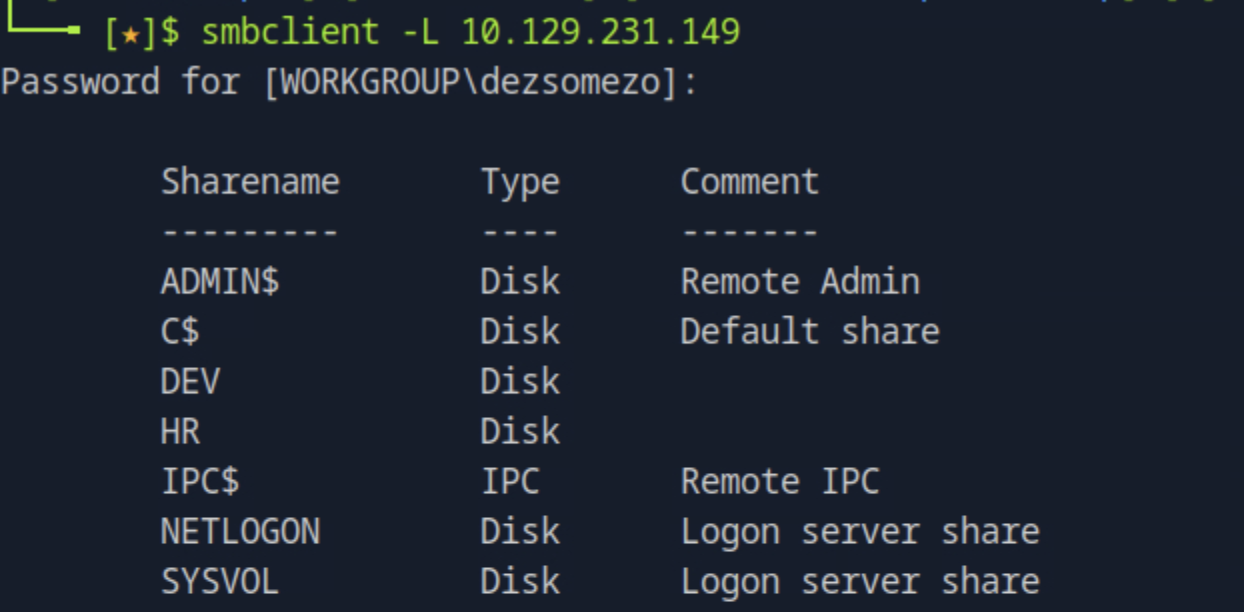 [★]$ smbclient -L 10.129.231.149
Password for [WORKGROUP\dezsomezo]:
Sharename Type Comment
--------- ---- -------
ADMIN$ Disk Remote Admin
C$ Disk Default share
DEV Disk
HR Disk
IPC$ IPC Remote IPC
NETLOGON Disk Logon server share
SYSVOL Disk Logon server share